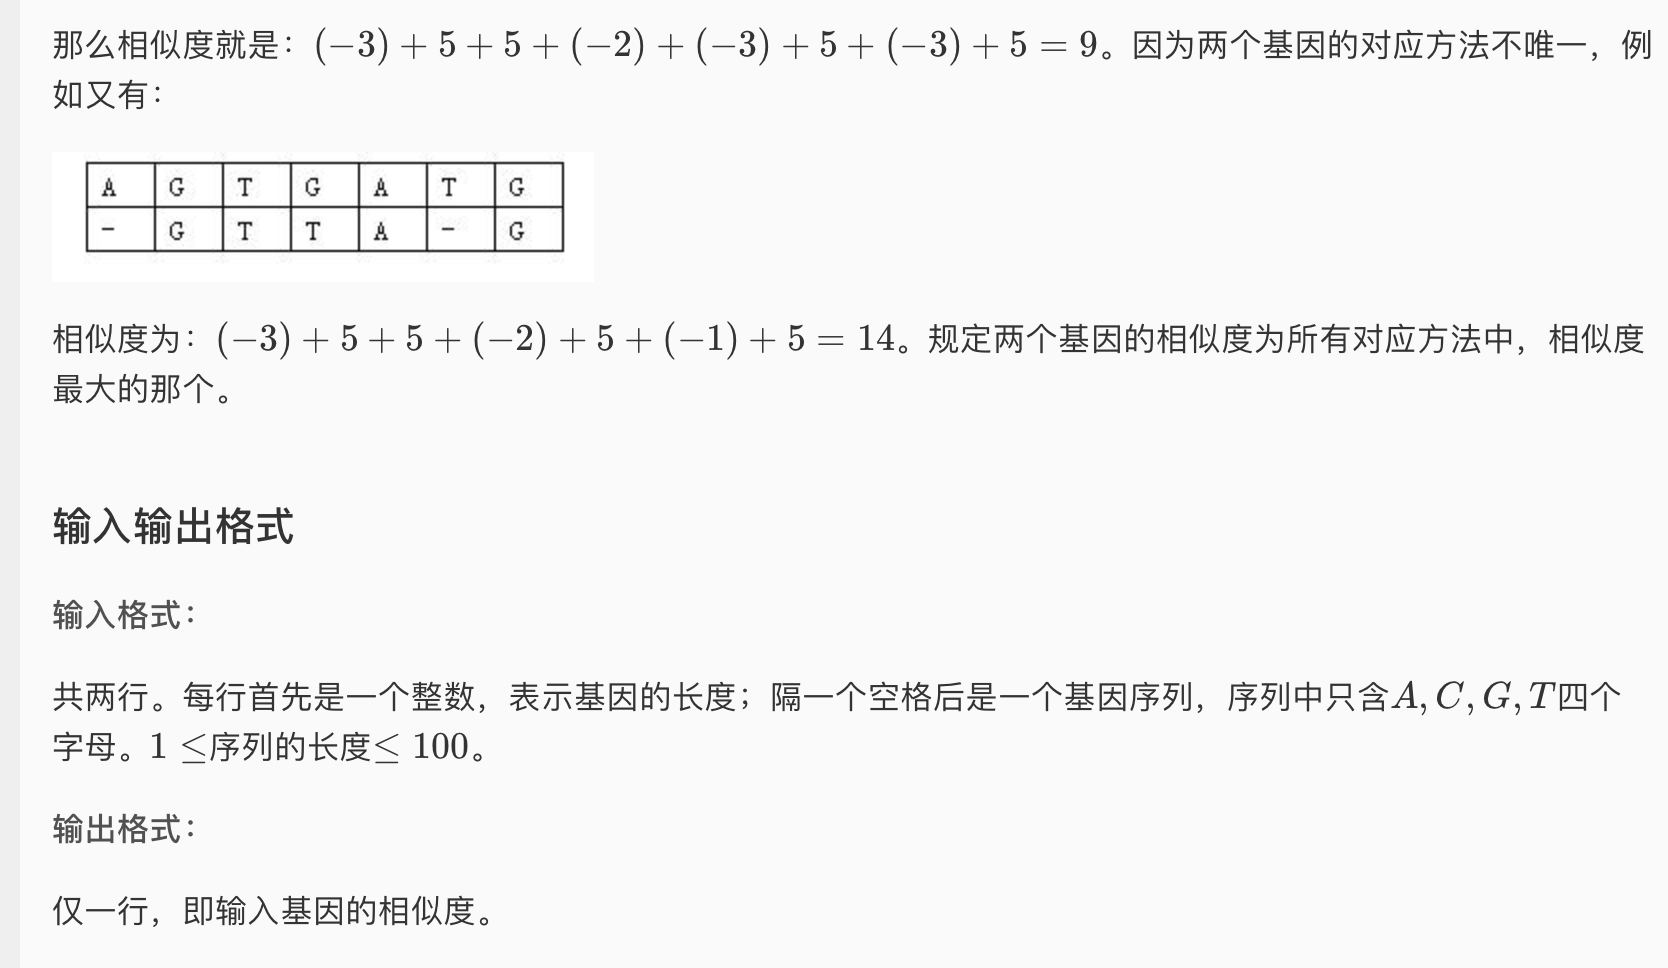 那么相似度就是：(−3) + 5 + 5 + (−2) + (−3) + 5 + (−3) + 5 = 9。因为两个基因的对应方法不唯一，例
如又有：
A G T G A T G
- G T T A - G
相似度为：(−3) + 5 + 5 + (−2) + 5 + (−1) + 5 = 14。规定两个基因的相似度为所有对应方法中，相似度
最大的那个。
输入输出格式
输入格式：
共两行。每行首先是一个整数，表示基因的长度；隔一个空格后是一个基因序列，序列中只含A, C, G, T四个
字母。1 ≤序列的长度≤ 100。
输出格式：
仅一行，即输入基因的相似度。